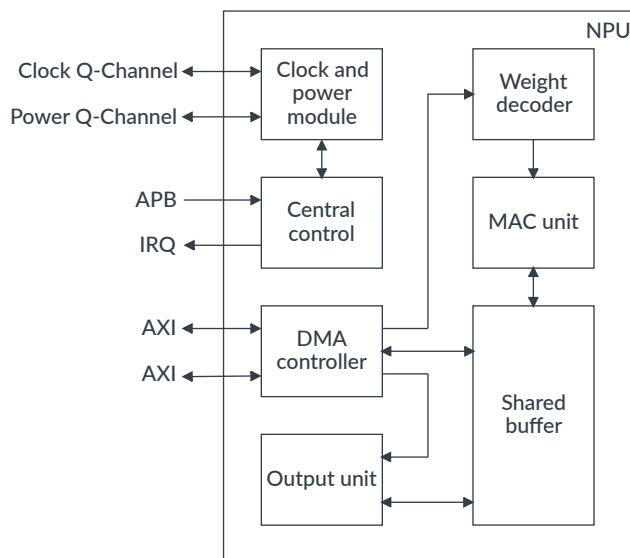 NPU
Clock Q-Channel
Power Q-Channel
Clock and
power
module
Weight
decoder
APB
IRQ
Central
control
MAC unit
AXI
AXI
DMA
controller
Shared
buffer
Output unit